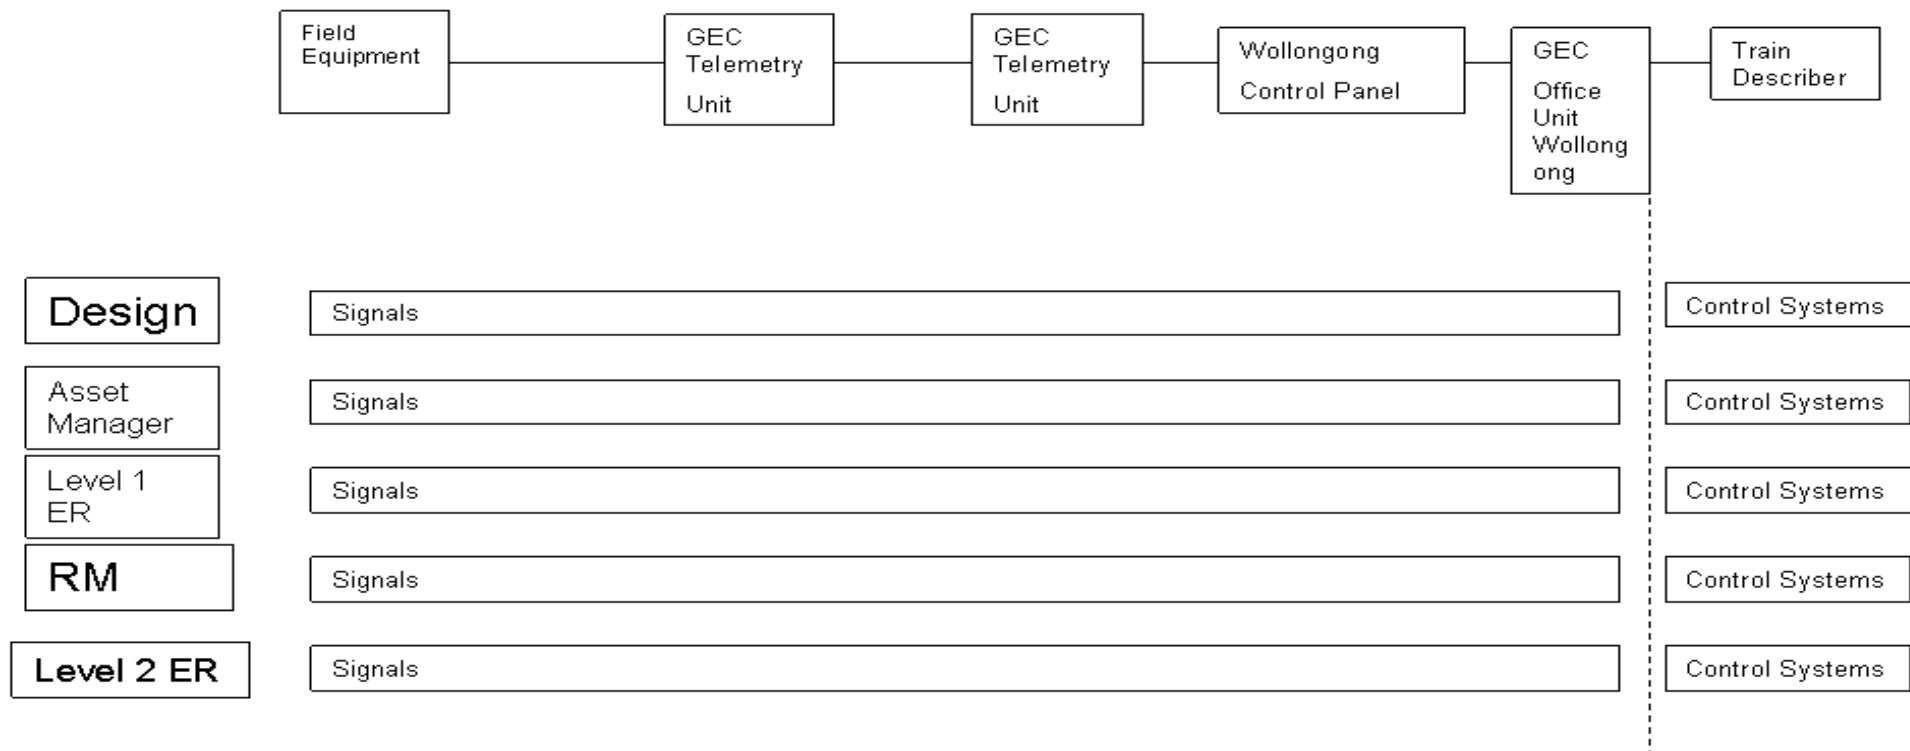 Field
Equipment
GEC
Telemetry
Unit
GEC
Telemetry
Unit
Wollongong
Control Panel
GEC
Office
Unit
Wollong
ong
Train
Describer
Design
Signals
Control Systems
Asset
Manager
Signals
Control Systems
Level 1
ER
Signals
Control Systems
RM
Signals
Control Systems
Level 2 ER
Signals
Control Systems